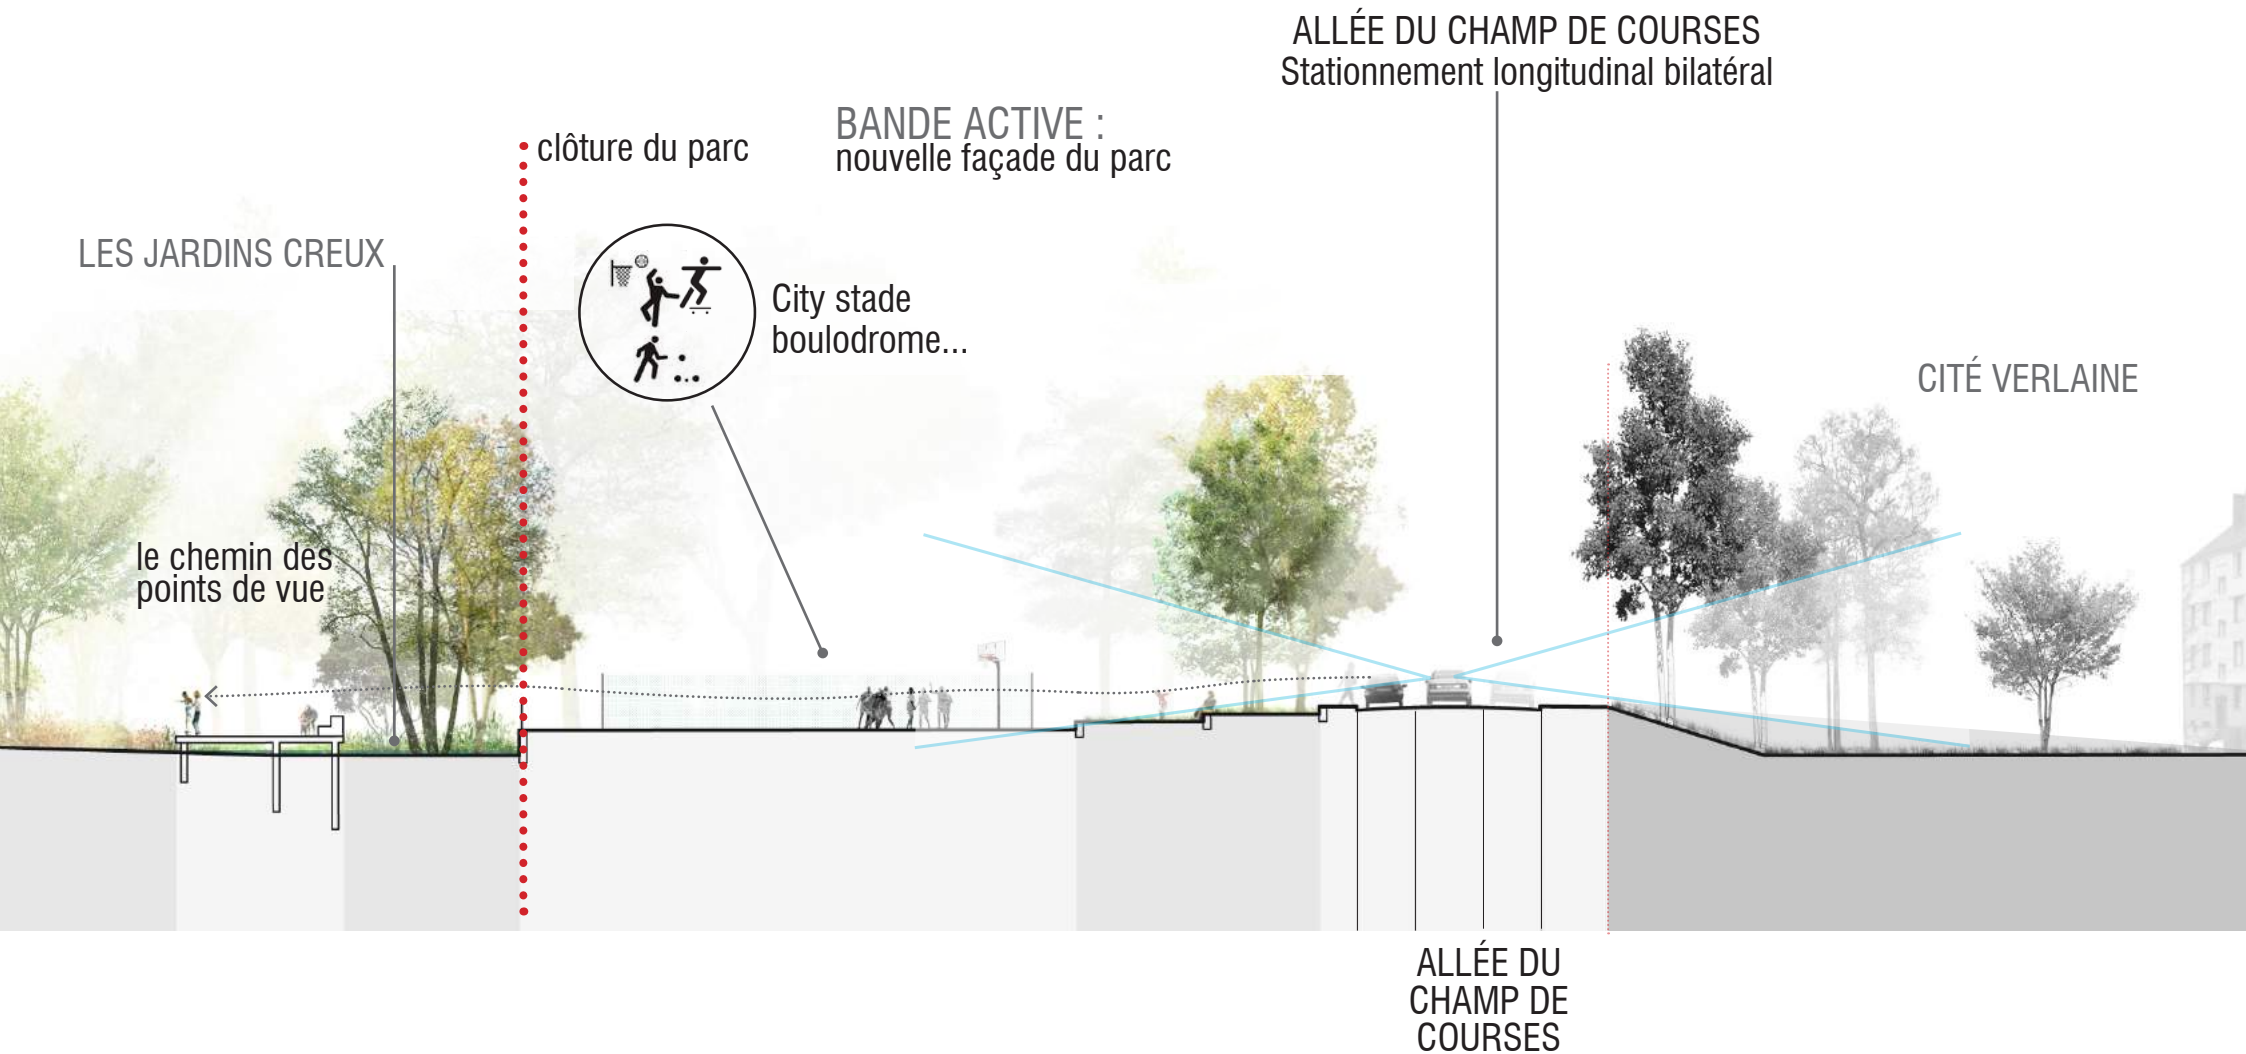 ALLÉE DU CHAMP DE COURSES
Stationnement longitudinal bilatéral
BANDE ACTIVE :
nouvelle façade du parc
clôture du parc
LES JARDINS CREUX
City stade
boulodrome...
CITÉ VERLAINE
le chemin des
points de vue
ALLÉE DU
CHAMP DE
COURSES